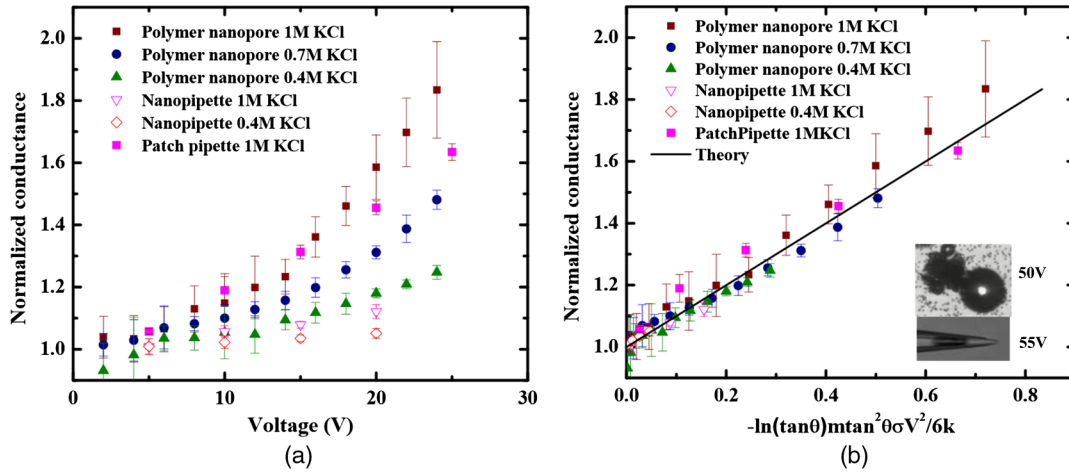 Polymer nanopore 1M KCl
Polymer nanopore 0.7M KCl
Polymer nanopore 0.4M KCl
Nanopipette 1M KCl
Nanopipette 0.4M KCl
Patch pipette 1M KCl
Normalized conductance
2.0
1.8
1.6
1.4
1.2
1.0
0
10
20
30
Voltage (V)
(a)
Polymer nanopore 1M KCl
Polymer nanopore 0.7M KCl
Polymer nanopore 0.4M KCl
Nanopipette 1M KCl
Nanopipette 0.4M KCl
PatchPipette 1MKCl
Theory
Normalized conductance
2.0
1.8
1.6
1.4
1.2
1.0
50V
55V
0.0
0.2
0.4
0.6
0.8
-ln(tanθ)mtan²θσV²/6k
(b)